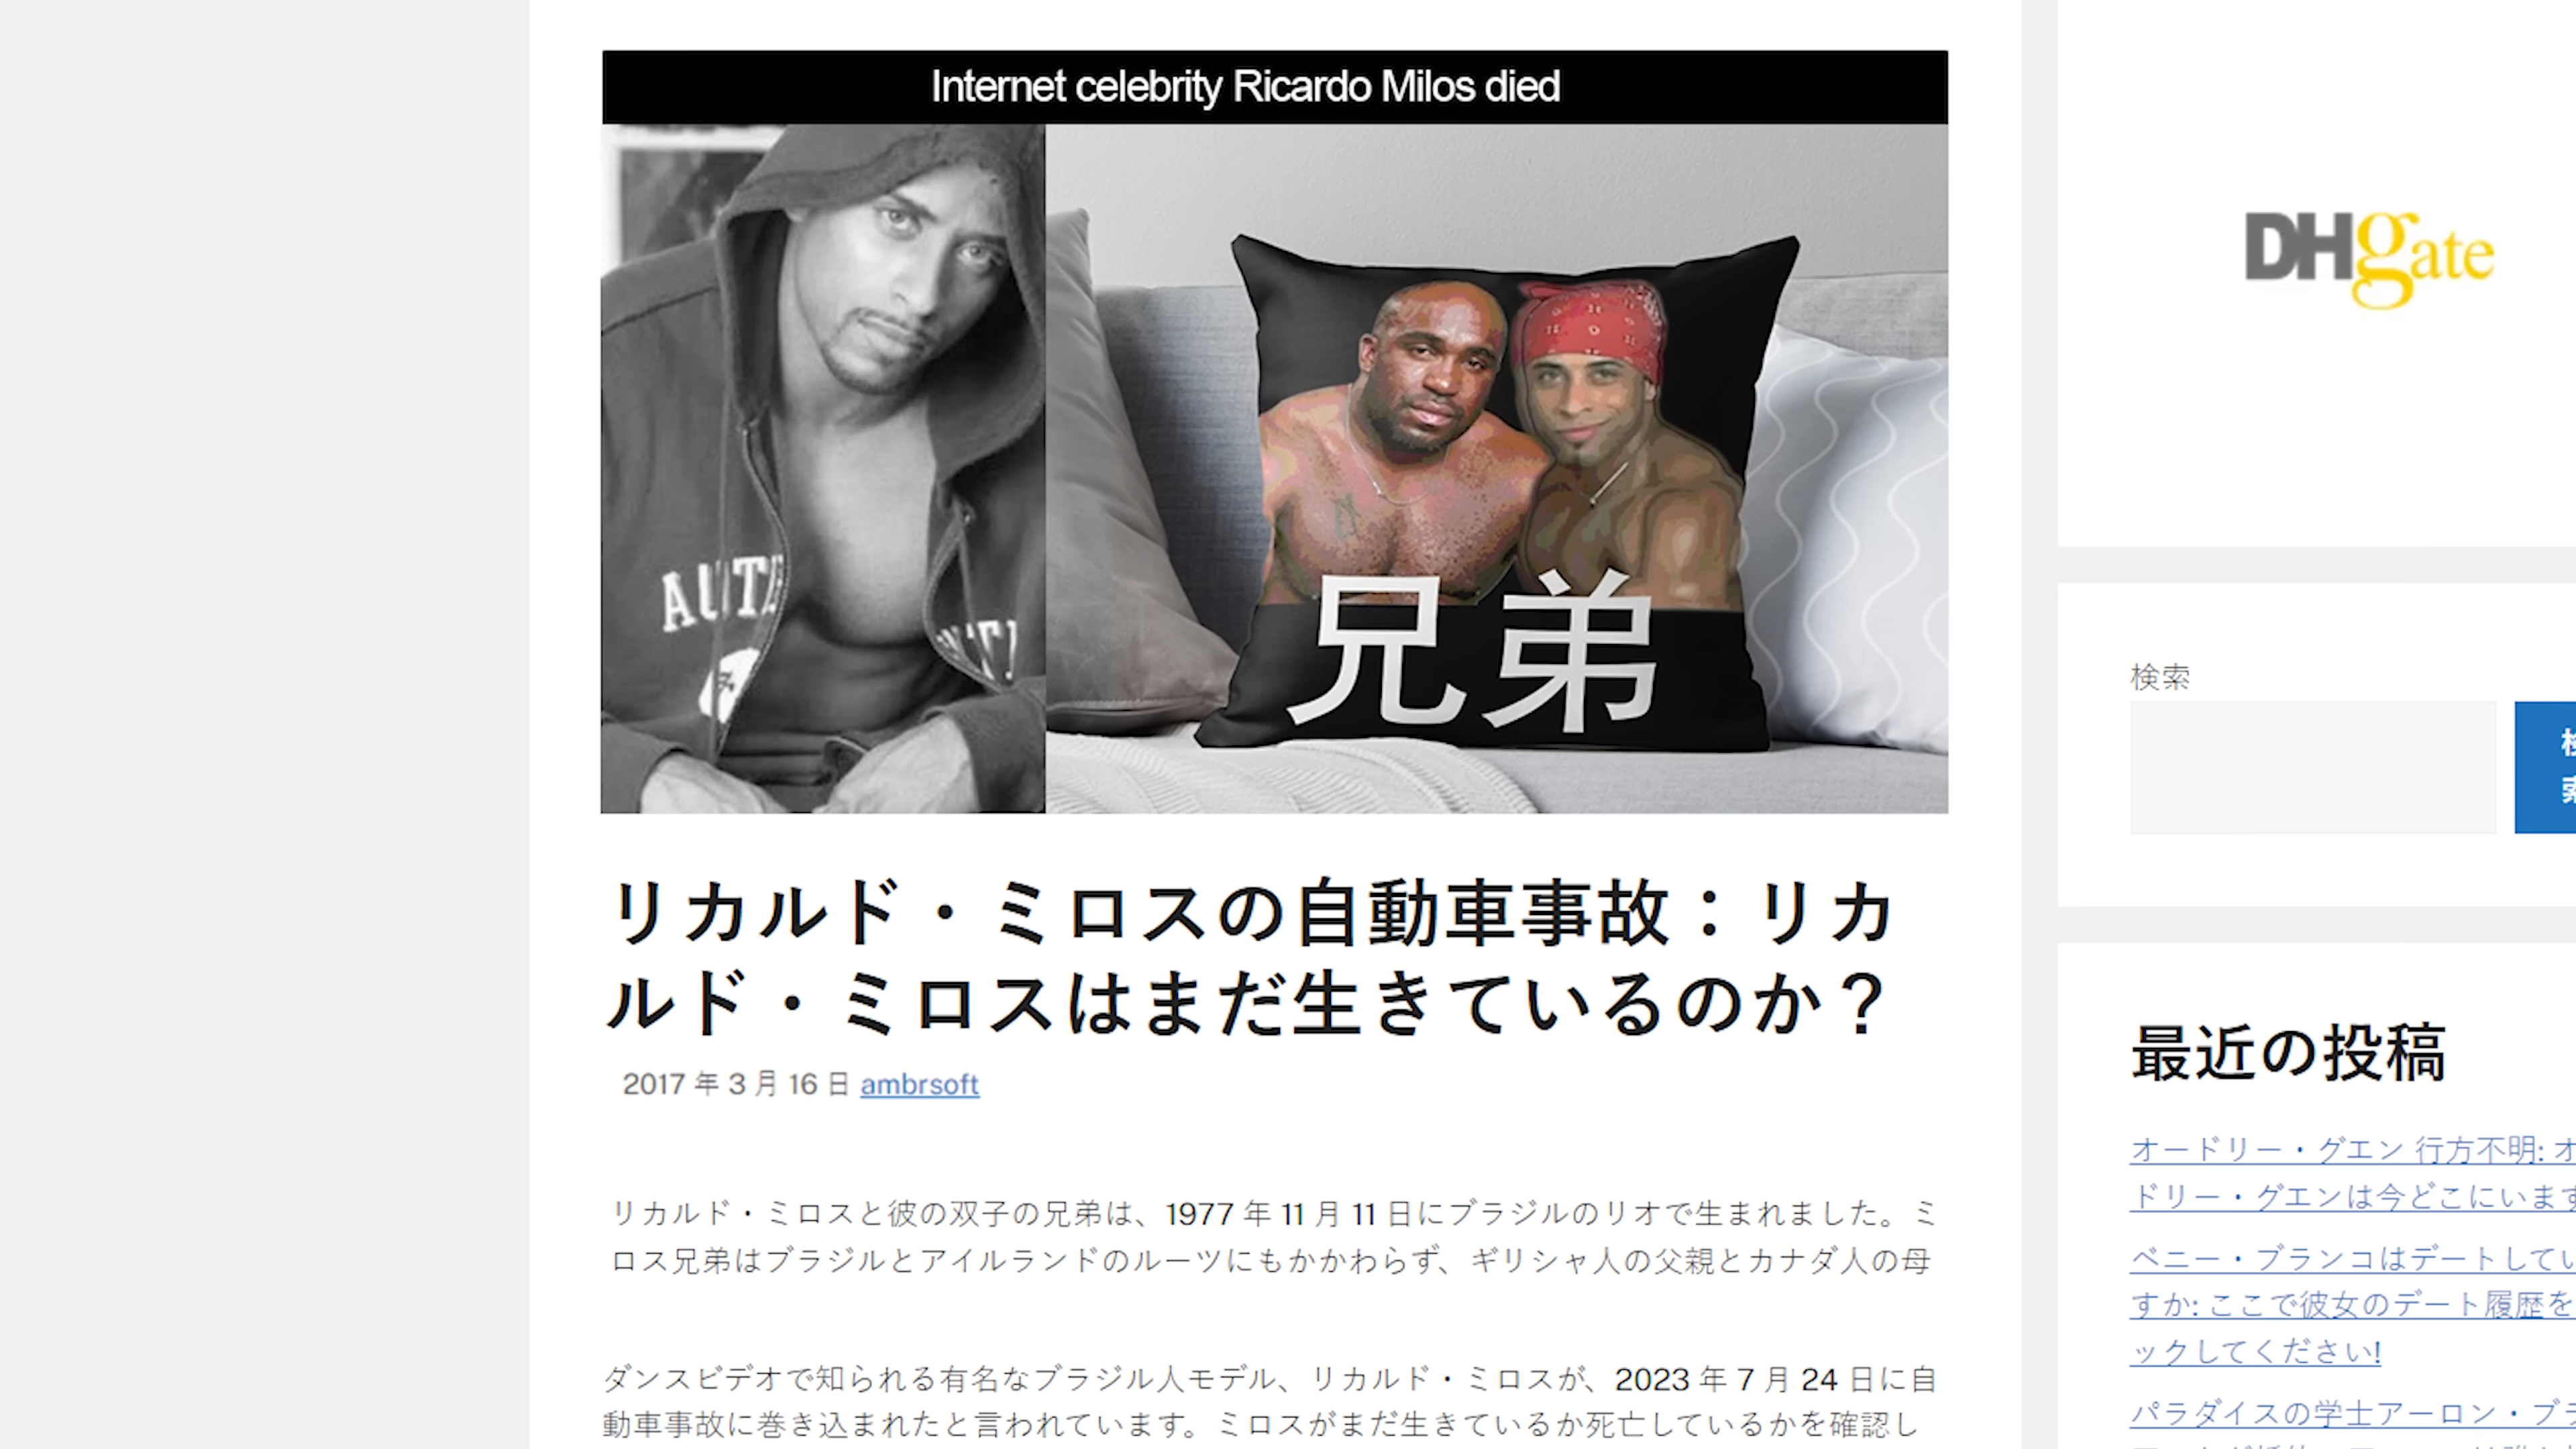 Internet celebrity Ricardo Milos died
兄弟
リカルド・ミロスの自動車事故：リカ
ルド・ミロスはまだ生きているのか？
2017 年 3 月 16 日 ambrsoft
リカルド・ミロスと彼の双子の兄弟は、1977 年 11 月 11 日にブラジルのリオで生まれました。ミ
ロス兄弟はブラジルとアイルランドのルーツにもかかわらず、ギリシャ人の父親とカナダ人の母
ダンスビデオで知られる有名なブラジル人モデル、リカルド・ミロスが、2023 年 7 月 24 日に自
動車事故に巻き込まれたと言われています。ミロスがまだ生きているか死亡しているかを確認し
DHgate
検索
検
索
最近の投稿
オードリー・グエン 行方不明: オ
ドリー・グエンは今どこにいます
ベニー・ブランコはデートしてい
すか: ここで彼女のデート履歴を
ックしてください!
パラダイスの学士アーロン・ブラ